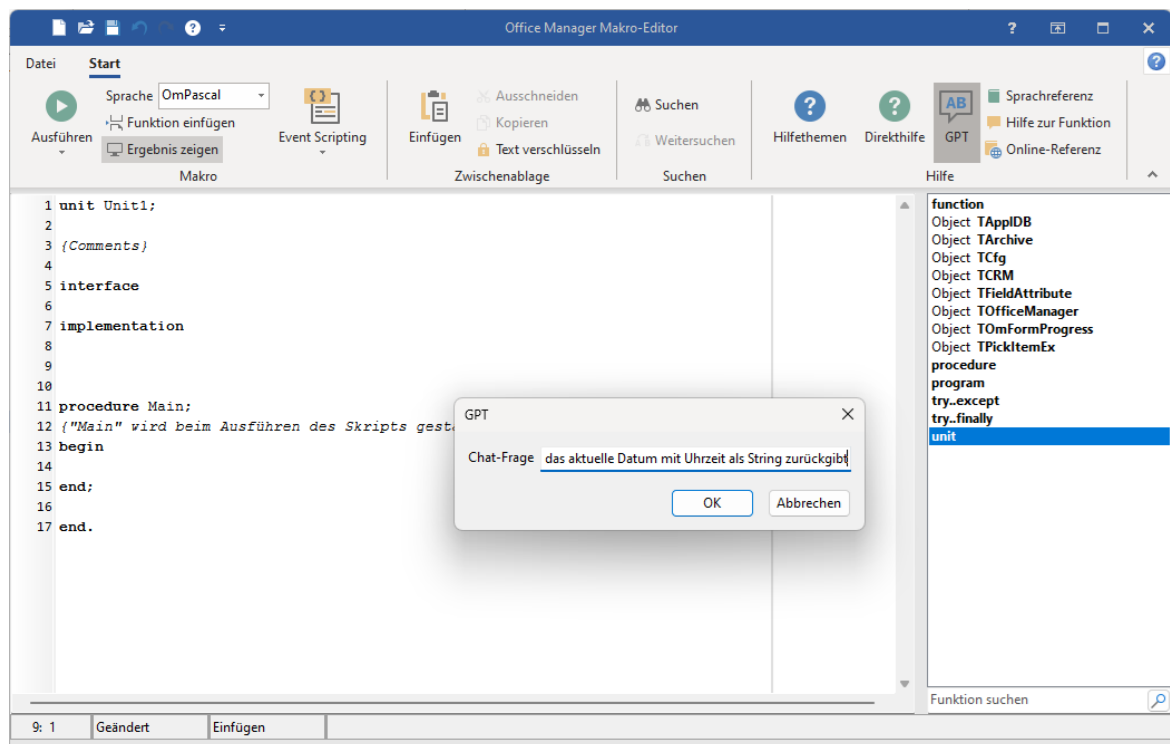 Office Manager Makro-Editor
Datei Start
Ausführen
Sprache OmPascal
Funktion einfügen
Ergebnis zeigen
Makro
Event Scripting
Einfügen
Ausschneiden
Kopieren
Text verschlüsseln
Zwischenablage
Suchen
Weitersuchen
Suchen
Hilfethemen
Direkthilfe
GPT
Sprachreferenz
Hilfe zur Funktion
Online-Referenz
Hilfe
1 unit Unit1;
2
3 {Comments}
4
5 interface
6
7 implementation
8
9
10
11 procedure Main;
12 {"Main" wird beim Ausführen des Skripts gest
13 begin
14
15 end;
16
17 end.
GPT
Chat-Frage das aktuelle Datum mit Uhrzeit als String zurückgibt
OK Abbrechen
function
Object TApplDB
Object TArchive
Object TCfg
Object TCRM
Object TFieldAttribute
Object TOfficeManager
Object TOmFormProgress
Object TPickItemEx
procedure
program
try..except
try..finally
unit
Funktion suchen
9: 1 Geändert Einfügen